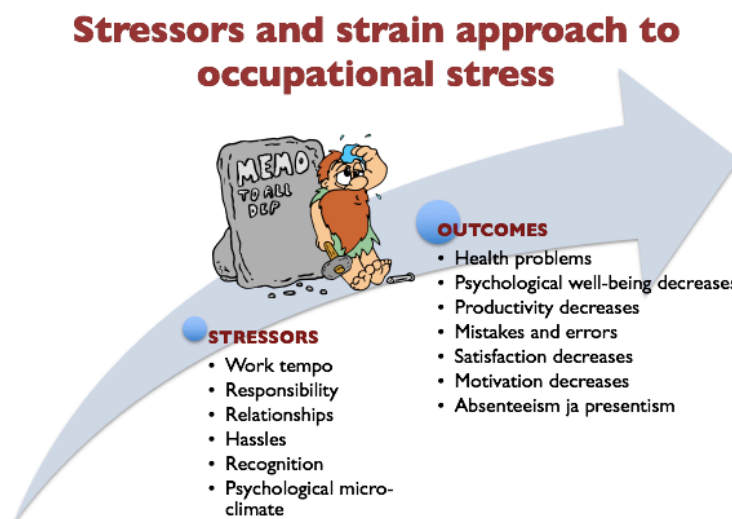 Stressors and strain approach to
occupational stress
MEMO
TO ALL
DEP
OUTCOMES
• Health problems
• Psychological well-being decreases
• Productivity decreases
• Mistakes and errors
• Satisfaction decreases
• Motivation decreases
• Absenteeism ja presentism
STRESSORS
• Work tempo
• Responsibility
• Relationships
• Hassles
• Recognition
• Psychological micro-
climate